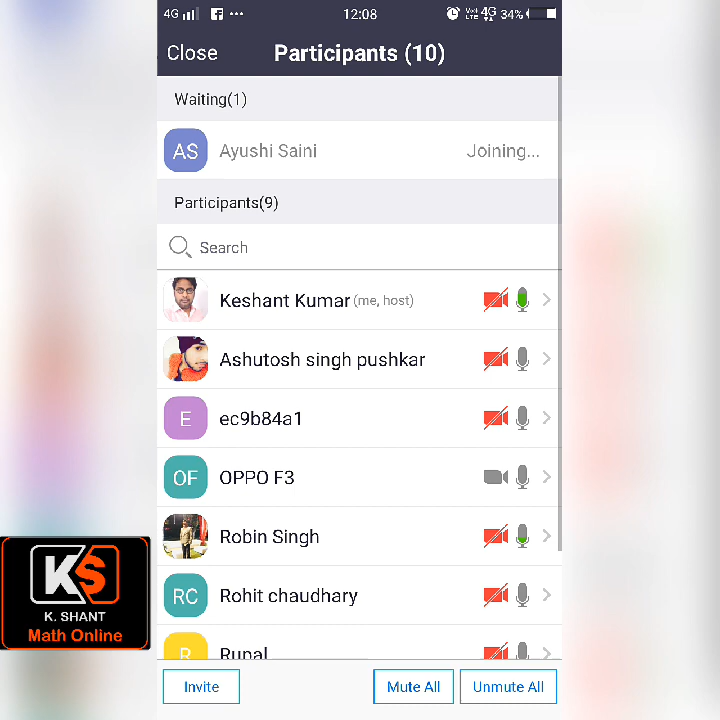 4G 12:08 VoLTE 4G 34%
Close Participants (10)
Waiting(1)
AS Ayushi Saini Joining...
Participants(9)
Search
Keshant Kumar (me, host)
Ashutosh singh pushkar
E ec9b84a1
OF OPPO F3
Robin Singh
RC Rohit chaudhary
R Rupal
Invite Mute All Unmute All
KS
K. SHANT
Math Online